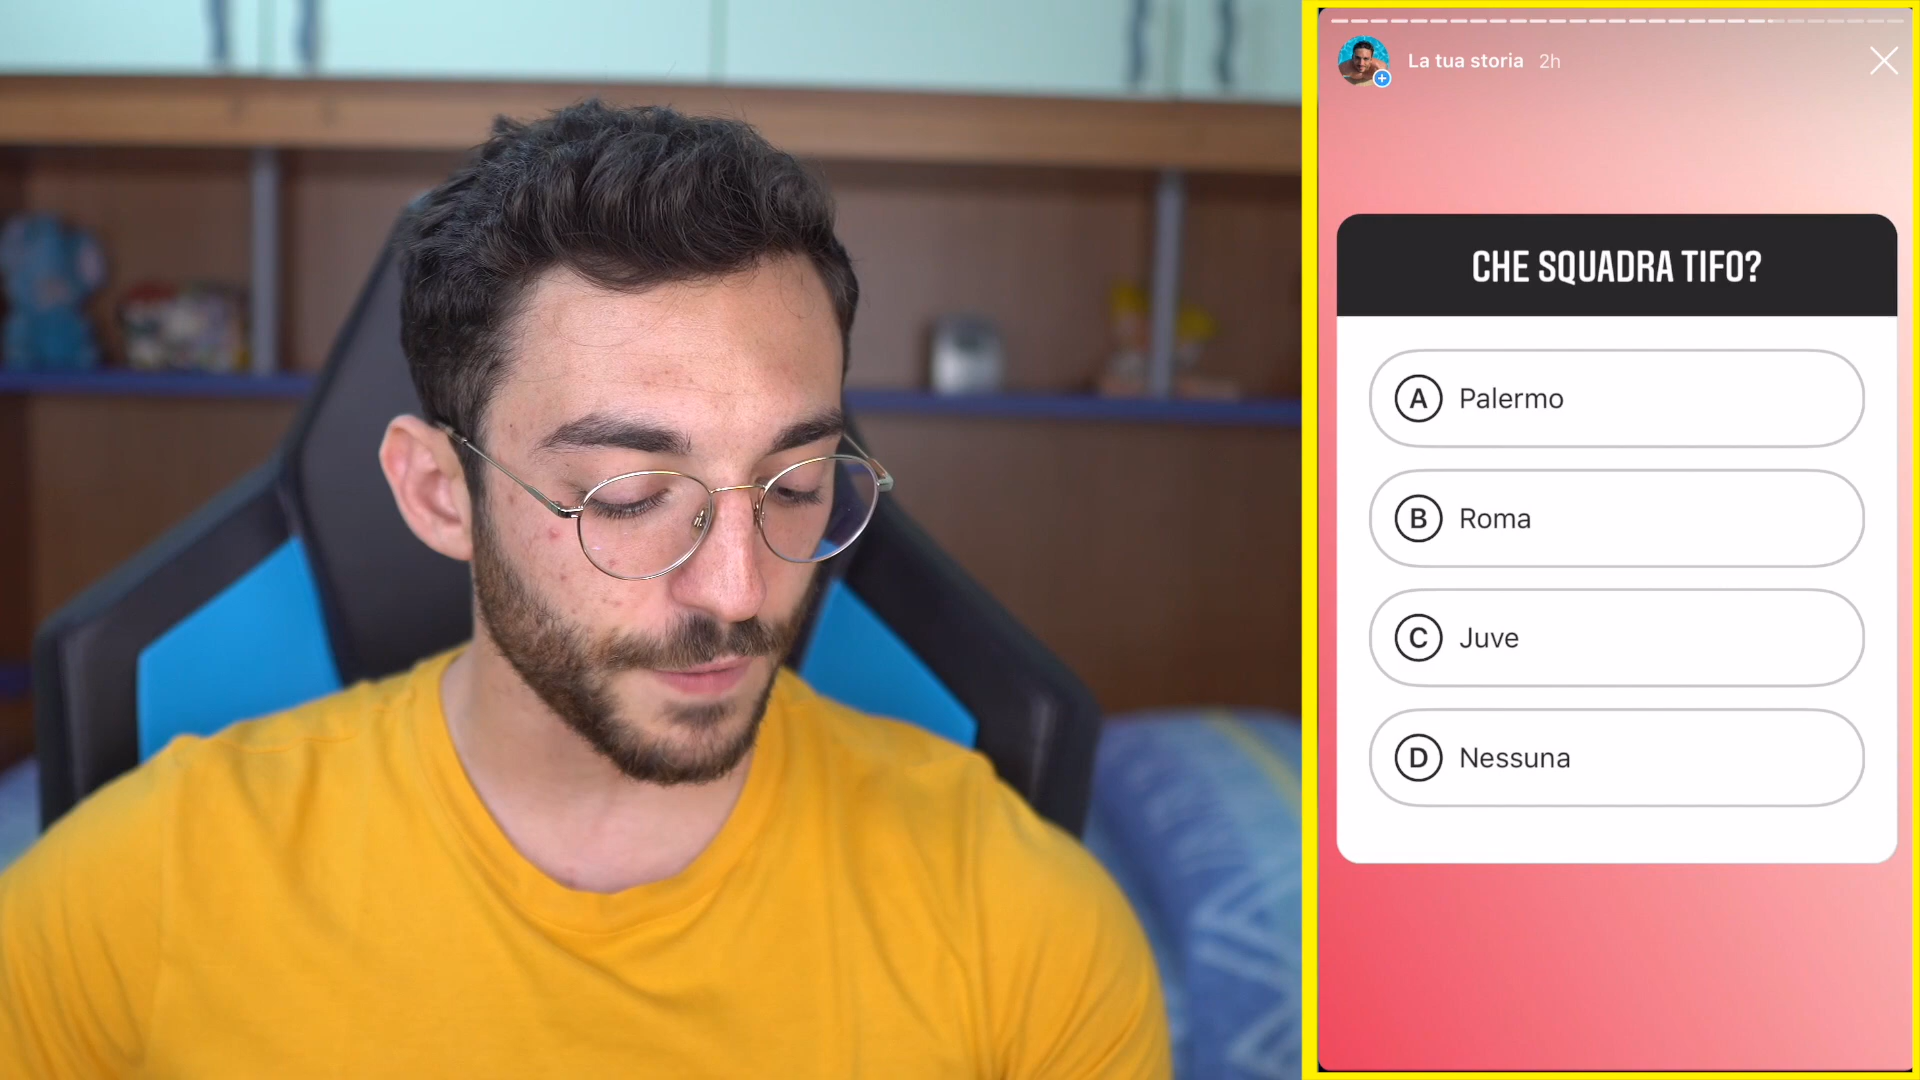 La tua storia 2h
CHE SQUADRA TIFO?
A Palermo
B Roma
C Juve
D Nessuna